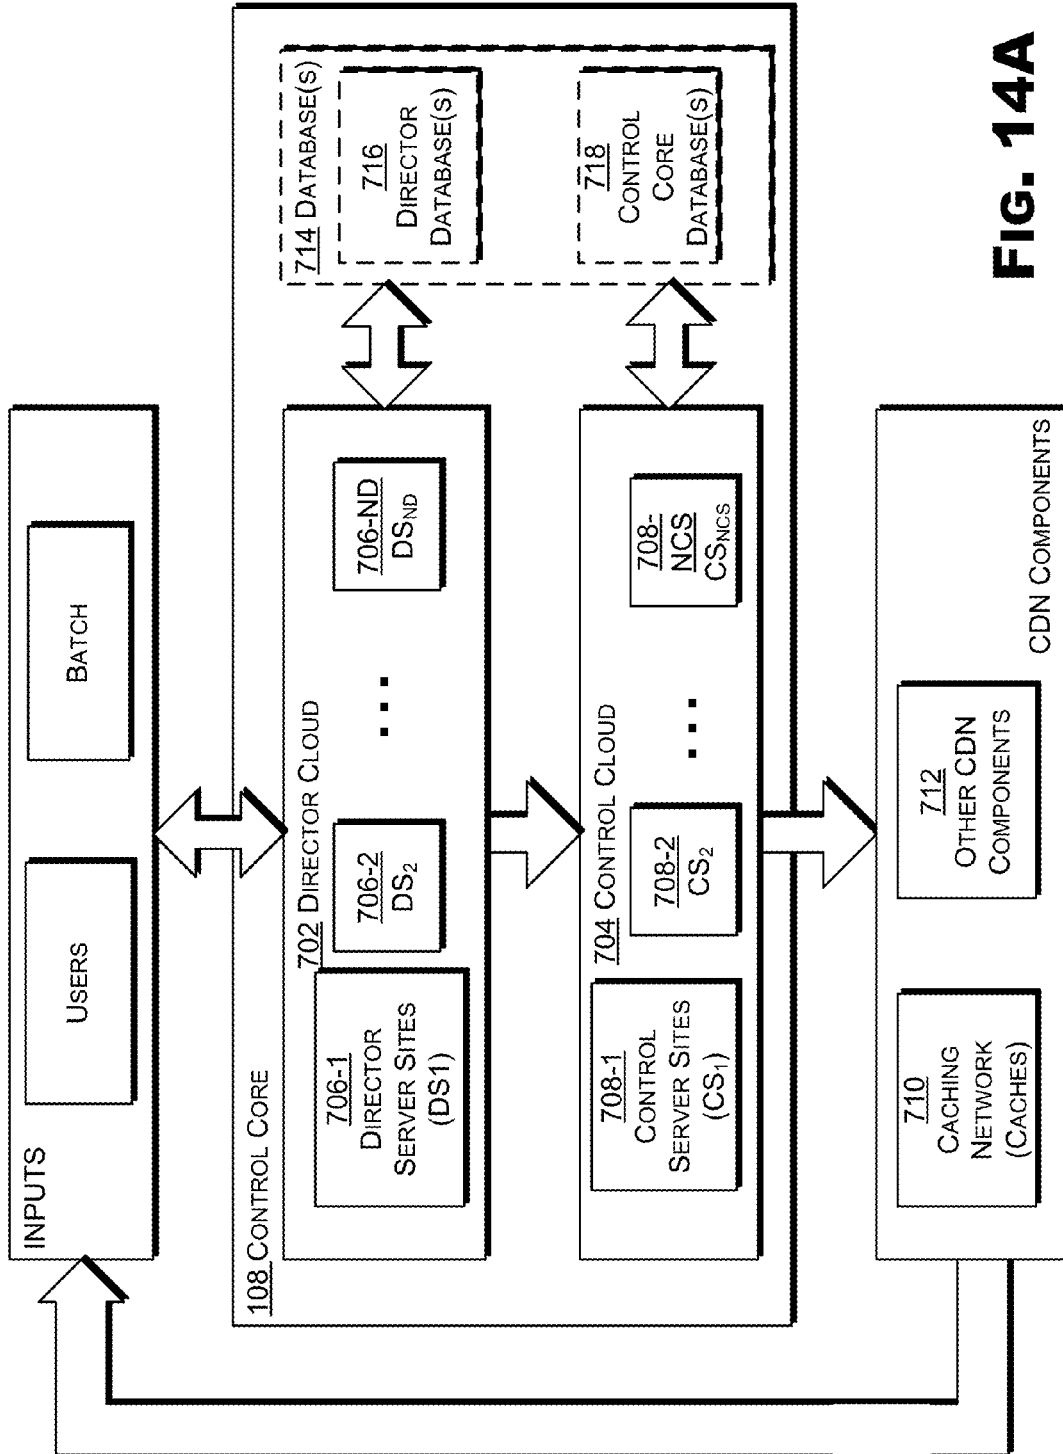 INPUTS
USERS
BATCH
108 CONTROL CORE
702 DIRECTOR CLOUD
706-1
DIRECTOR
SERVER SITES
(DS1)
706-2
DS2
...
706-ND
DSND
704 CONTROL CLOUD
708-1
CONTROL
SERVER SITES
(CS1)
708-2
CS2
...
708-
NCS
CSNCS
714 DATABASE(S)
716
DIRECTOR
DATABASE(S)
718
CONTROL
CORE
DATABASE(S)
710
CACHING
NETWORK
(CACHES)
712
OTHER CDN
COMPONENTS
CDN COMPONENTS
FIG. 14A